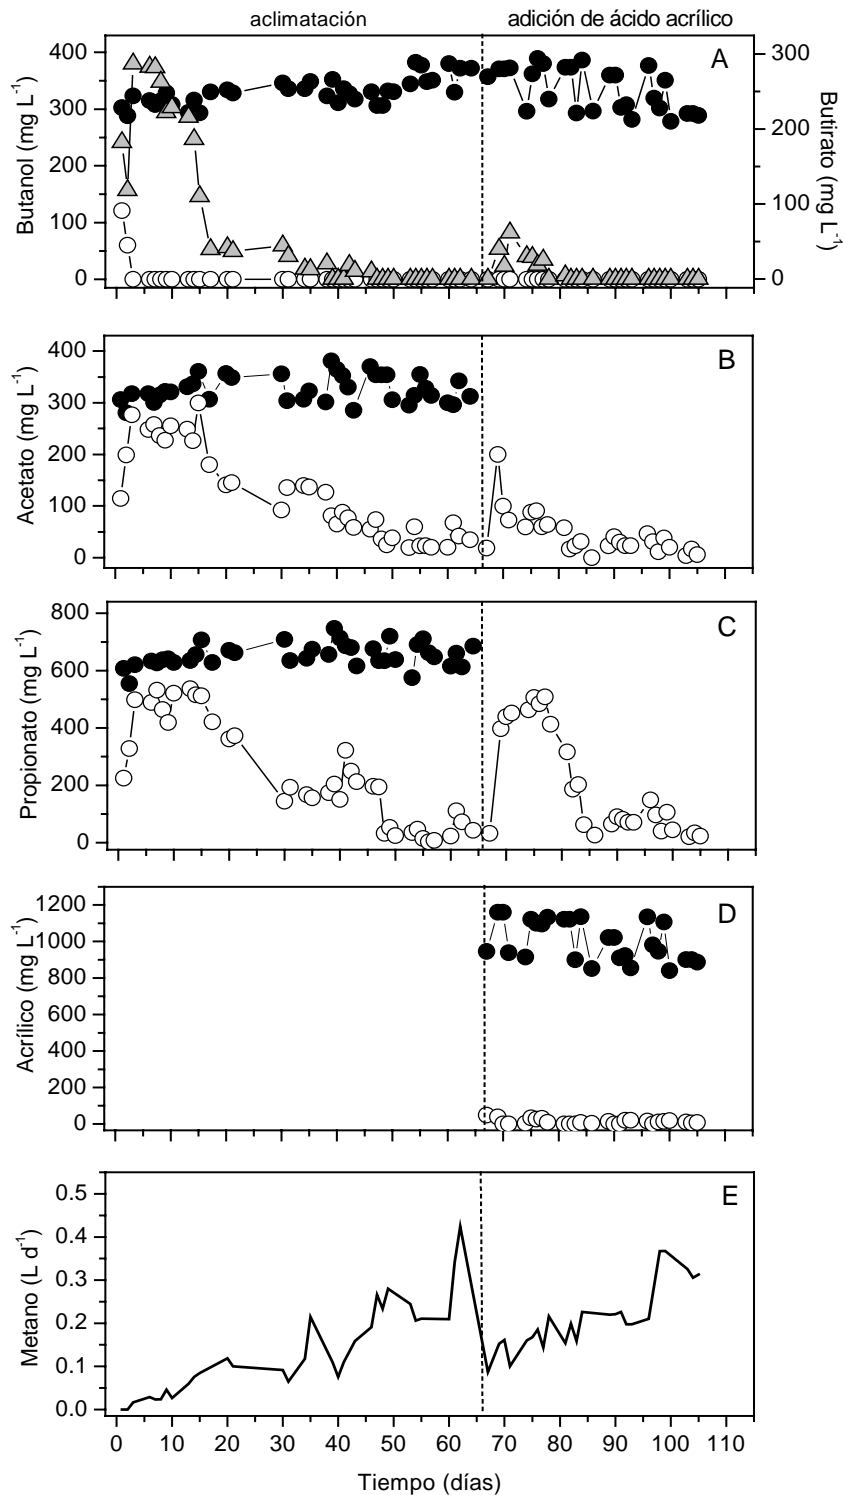 aclimatación adición de ácido acrílico
A
Butanol (mg L-1)
400
300
200
100
0
300
200
100
0
Butirato (mg L-1)
B
Acetato (mg L-1)
400
300
200
100
0
C
Propionato (mg L-1)
800
600
400
200
0
D
Acrílico (mg L-1)
1200
1000
800
600
400
200
0
E
Metano (L d-1)
0.5
0.4
0.3
0.2
0.1
0.0
0 10 20 30 40 50 60 70 80 90 100 110
Tiempo (días)